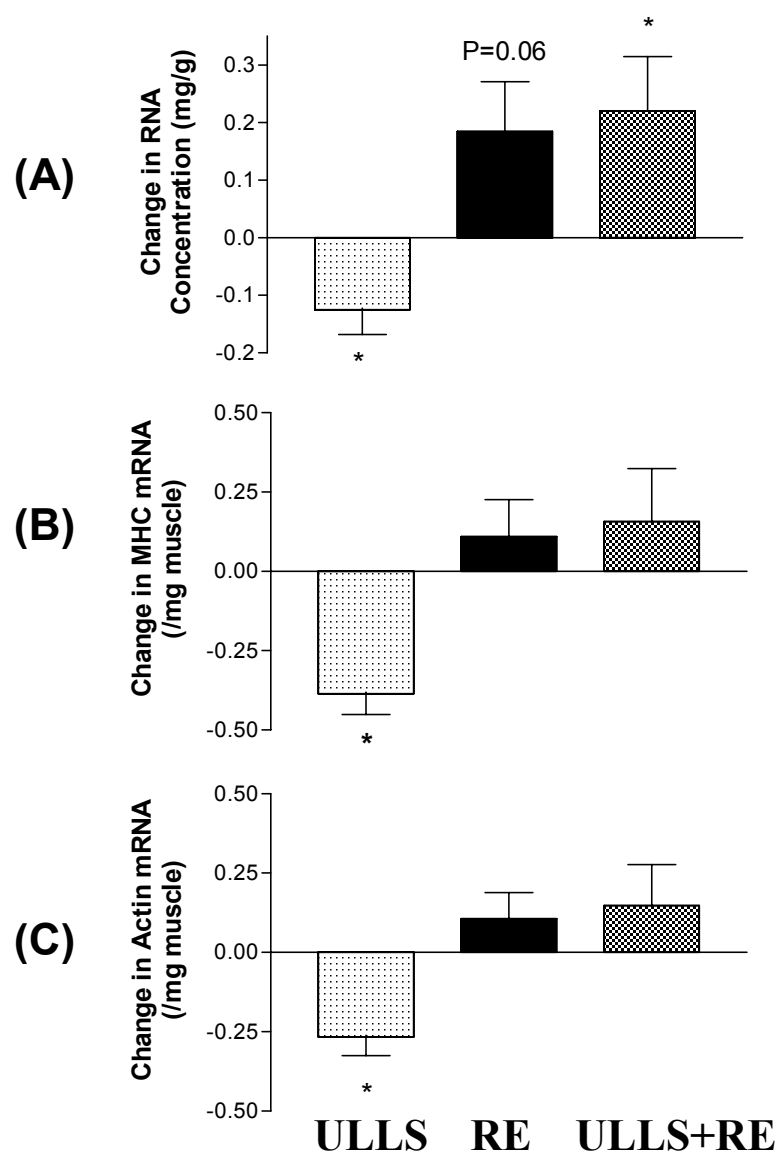 (A)
Change in RNA
Concentration (mg/g)
0.3
0.2
0.1
0.0
-0.1
-0.2
*
P=0.06
*
(B)
Change in MHC mRNA
(/mg muscle)
0.50
0.25
0.00
-0.25
-0.50
*
(C)
Change in Actin mRNA
(/mg muscle)
0.50
0.25
0.00
-0.25
-0.50
*
ULLS RE ULLS+RE